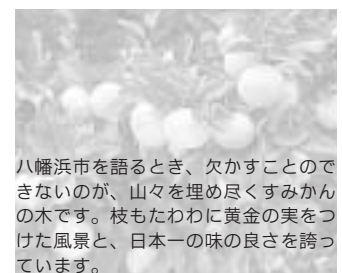 八幡浜市を語るとき、欠かすことので
きないのが、山々を埋め尽くすみかん
の木です。枝もたわわに黄金の実をつ
けた風景と、日本一の味の良さを誇っ
ています。